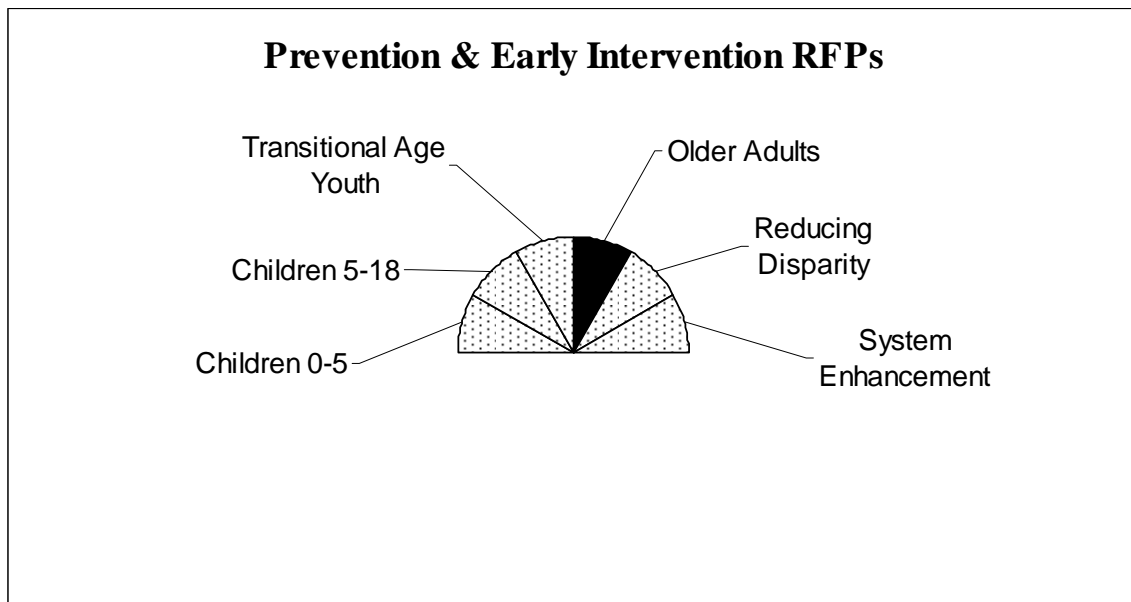 Prevention & Early Intervention RFPs
Transitional Age
Youth
Older Adults
Children 5-18
Reducing
Disparity
Children 0-5
System
Enhancement